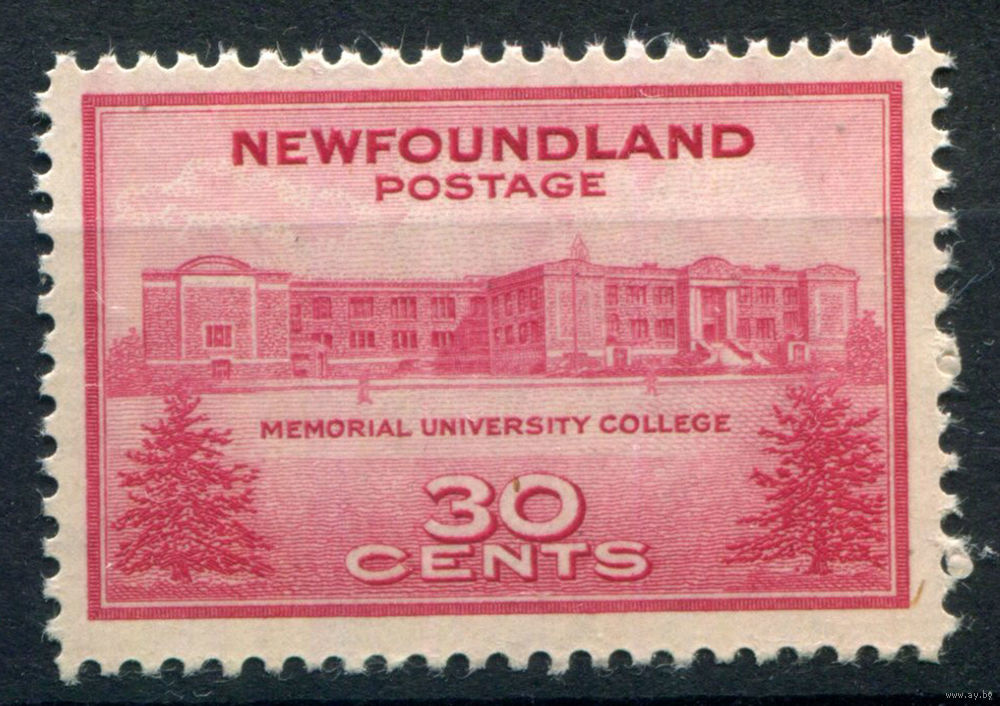 NEWFOUNDLAND
POSTAGE
MEMORIAL UNIVERSITY COLLEGE
30
CENTS
www.ay.by